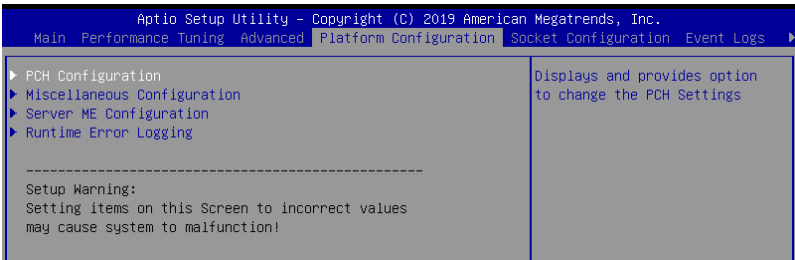 Aptio Setup Utility – Copyright (C) 2019 American Megatrends, Inc.
Main Performance Tuning Advanced Platform Configuration Socket Configuration Event Logs
PCH Configuration
Miscellaneous Configuration
Server ME Configuration
Runtime Error Logging
------------------------------------------------
Setup Warning:
Setting items on this Screen to incorrect values
may cause system to malfunction!
Displays and provides option
to change the PCH Settings